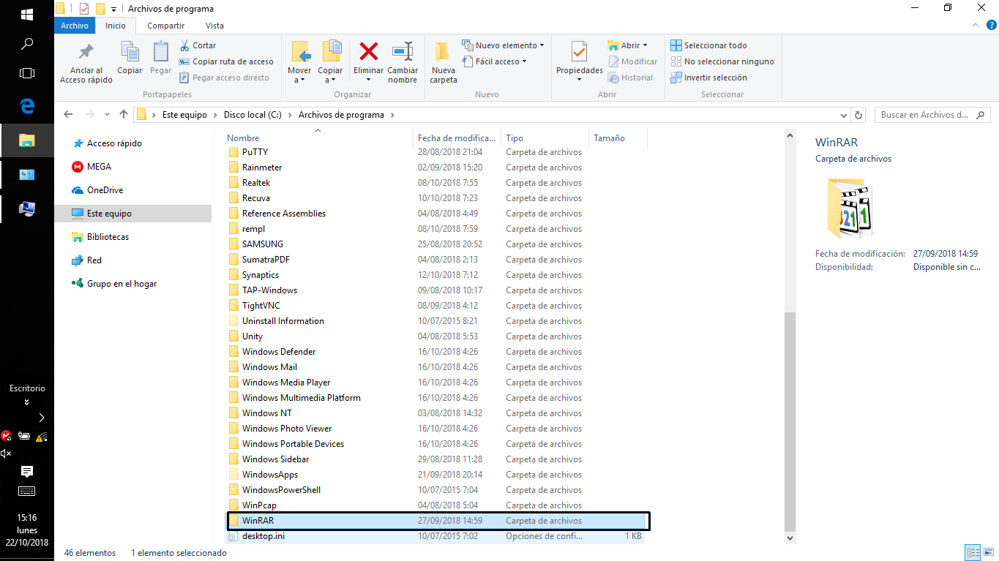 Archivos de programa
Archivo Inicio Compartir Vista
Anclar al Acceso rápido
Copiar
Pegar
Cortar
Copiar ruta de acceso
Pegar acceso directo
Portapapeles
Mover a
Copiar a
Eliminar
Cambiar nombre
Organizar
Nueva carpeta
Nuevo elemento
Fácil acceso
Nuevo
Propiedades
Abrir
Modificar
Historial
Abrir
Seleccionar todo
No seleccionar ninguno
Invertir selección
Seleccionar
Este equipo > Disco local (C:) > Archivos de programa >
Buscar en Archivos d...
Acceso rápido
MEGA
OneDrive
Este equipo
Bibliotecas
Red
Grupo en el hogar
Nombre Fecha de modifica... Tipo Tamaño
PuTTY 28/08/2018 21:04 Carpeta de archivos
Rainmeter 02/09/2018 15:20 Carpeta de archivos
Realtek 08/10/2018 7:55 Carpeta de archivos
Recuva 10/10/2018 7:23 Carpeta de archivos
Reference Assemblies 04/08/2018 4:49 Carpeta de archivos
rempl 08/10/2018 7:59 Carpeta de archivos
SAMSUNG 25/08/2018 20:52 Carpeta de archivos
SumatraPDF 04/08/2018 2:13 Carpeta de archivos
Synaptics 12/10/2018 7:12 Carpeta de archivos
TAP-Windows 09/08/2018 10:17 Carpeta de archivos
TightVNC 08/09/2018 4:12 Carpeta de archivos
Uninstall Information 10/07/2015 8:21 Carpeta de archivos
Unity 04/08/2018 5:53 Carpeta de archivos
Windows Defender 16/10/2018 4:26 Carpeta de archivos
Windows Mail 16/10/2018 4:26 Carpeta de archivos
Windows Media Player 16/10/2018 4:26 Carpeta de archivos
Windows Multimedia Platform 16/10/2018 4:26 Carpeta de archivos
Windows NT 03/08/2018 14:32 Carpeta de archivos
Windows Photo Viewer 16/10/2018 4:26 Carpeta de archivos
Windows Portable Devices 16/10/2018 4:26 Carpeta de archivos
Windows Sidebar 29/08/2018 11:28 Carpeta de archivos
WindowsApps 21/09/2018 20:14 Carpeta de archivos
WindowsPowerShell 10/07/2015 7:04 Carpeta de archivos
WinPcap 04/08/2018 5:04 Carpeta de archivos
WinRAR 27/09/2018 14:59 Carpeta de archivos
desktop.ini 10/07/2015 7:02 Opciones de confi... 1 KB
WinRAR
Carpeta de archivos
321 1
Fecha de modificación: 27/09/2018 14:59
Disponibilidad: Disponible sin c...
Escritorio
15:16
lunes
22/10/2018
46 elementos 1 elemento seleccionado